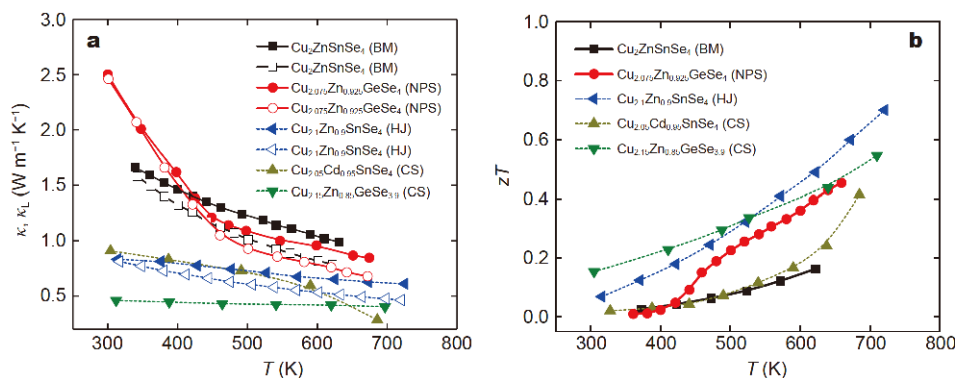 a
3.0
2.5
2.0
1.5
1.0
0.5
κ, κL (W m⁻¹ K⁻¹)
Cu₂ZnSnSe₄ (BM)
Cu₂ZnSnSe₄ (BM)
Cu₂.₀₇₅Zn₀.₉₂₅GeSe₄ (NPS)
Cu₂.₀₇₅Zn₀.₉₂₅GeSe₄ (NPS)
Cu₂.₁Zn₀.₉SnSe₄ (HJ)
Cu₂.₁Zn₀.₉SnSe₄ (HJ)
Cu₂.₀₅Cd₀.₉₅SnSe₄ (CS)
Cu₂.₁₅Zn₀.₈₅GeSe₃.₉ (CS)
300 400 500 600 700 800
T (K)
b
1.0
0.8
0.6
0.4
0.2
0.0
zT
Cu₂ZnSnSe₄ (BM)
Cu₂.₀₇₅Zn₀.₉₂₅GeSe₄ (NPS)
Cu₂.₁Zn₀.₉SnSe₄ (HJ)
Cu₂.₀₅Cd₀.₉₅SnSe₄ (CS)
Cu₂.₁₅Zn₀.₈₅GeSe₃.₉ (CS)
300 400 500 600 700 800
T (K)